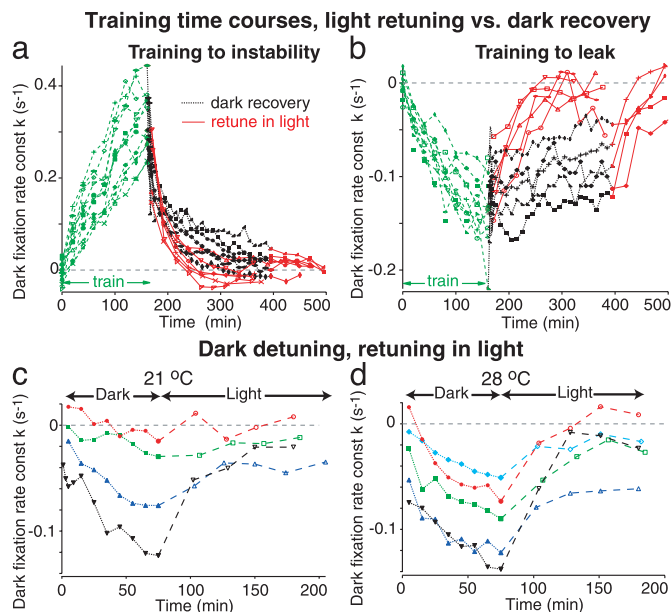 Training time courses, light retuning vs. dark recovery
a
Training to instability
Dark fixation rate const k (s⁻¹)
0.4
0.2
0
dark recovery
retune in light
train
0 100 200 300 400 500
Time (min)
b
Training to leak
Dark fixation rate const k (s⁻¹)
0
-0.1
-0.2
train
0 100 200 300 400 500
Time (min)
Dark detuning, retuning in light
c
21 °C
Dark Light
Dark fixation rate const k (s⁻¹)
0
-0.1
0 50 100 150 200
Time (min)
d
28 °C
Dark Light
Dark fixation rate const k (s⁻¹)
0
-0.1
0 50 100 150 200
Time (min)